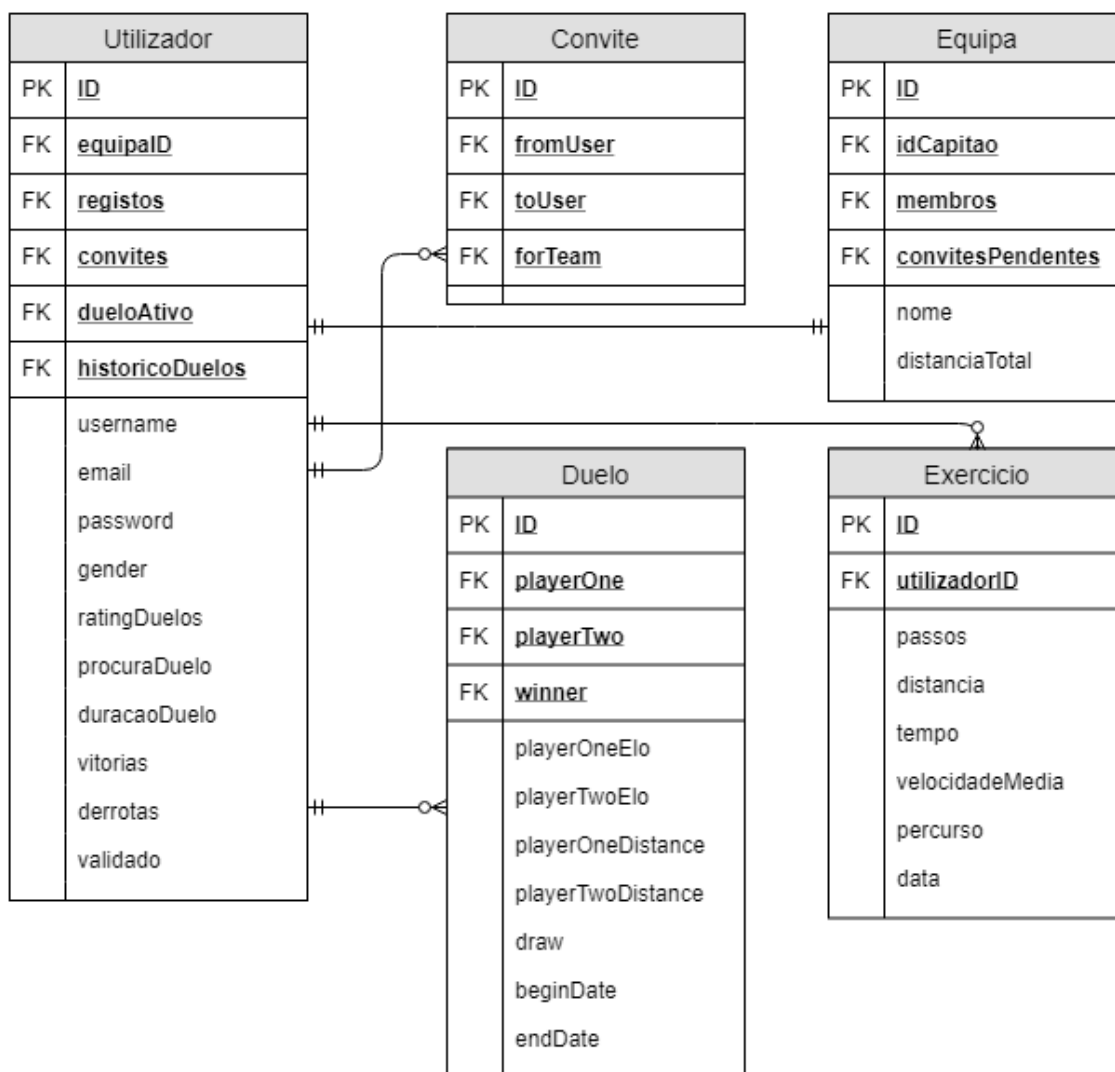 Utilizador
PK ID
FK equipaID
FK registos
FK convites
FK dueloAtivo
FK historicoDuelos
username
email
password
gender
ratingDuelos
procuraDuelo
duracaoDuelo
vitorias
derrotas
validado
Convite
PK ID
FK fromUser
FK toUser
FK forTeam
Equipa
PK ID
FK idCapitao
FK membros
FK convitesPendentes
nome
distanciaTotal
Duelo
PK ID
FK playerOne
FK playerTwo
FK winner
playerOneElo
playerTwoElo
playerOneDistance
playerTwoDistance
draw
beginDate
endDate
Exercicio
PK ID
FK utilizadorID
passos
distancia
tempo
velocidadeMedia
percurso
data